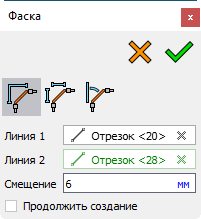 Фаска
Линия 1 Отрезок <20>
Линия 2 Отрезок <28>
Смещение 6 мм
Продолжить создание